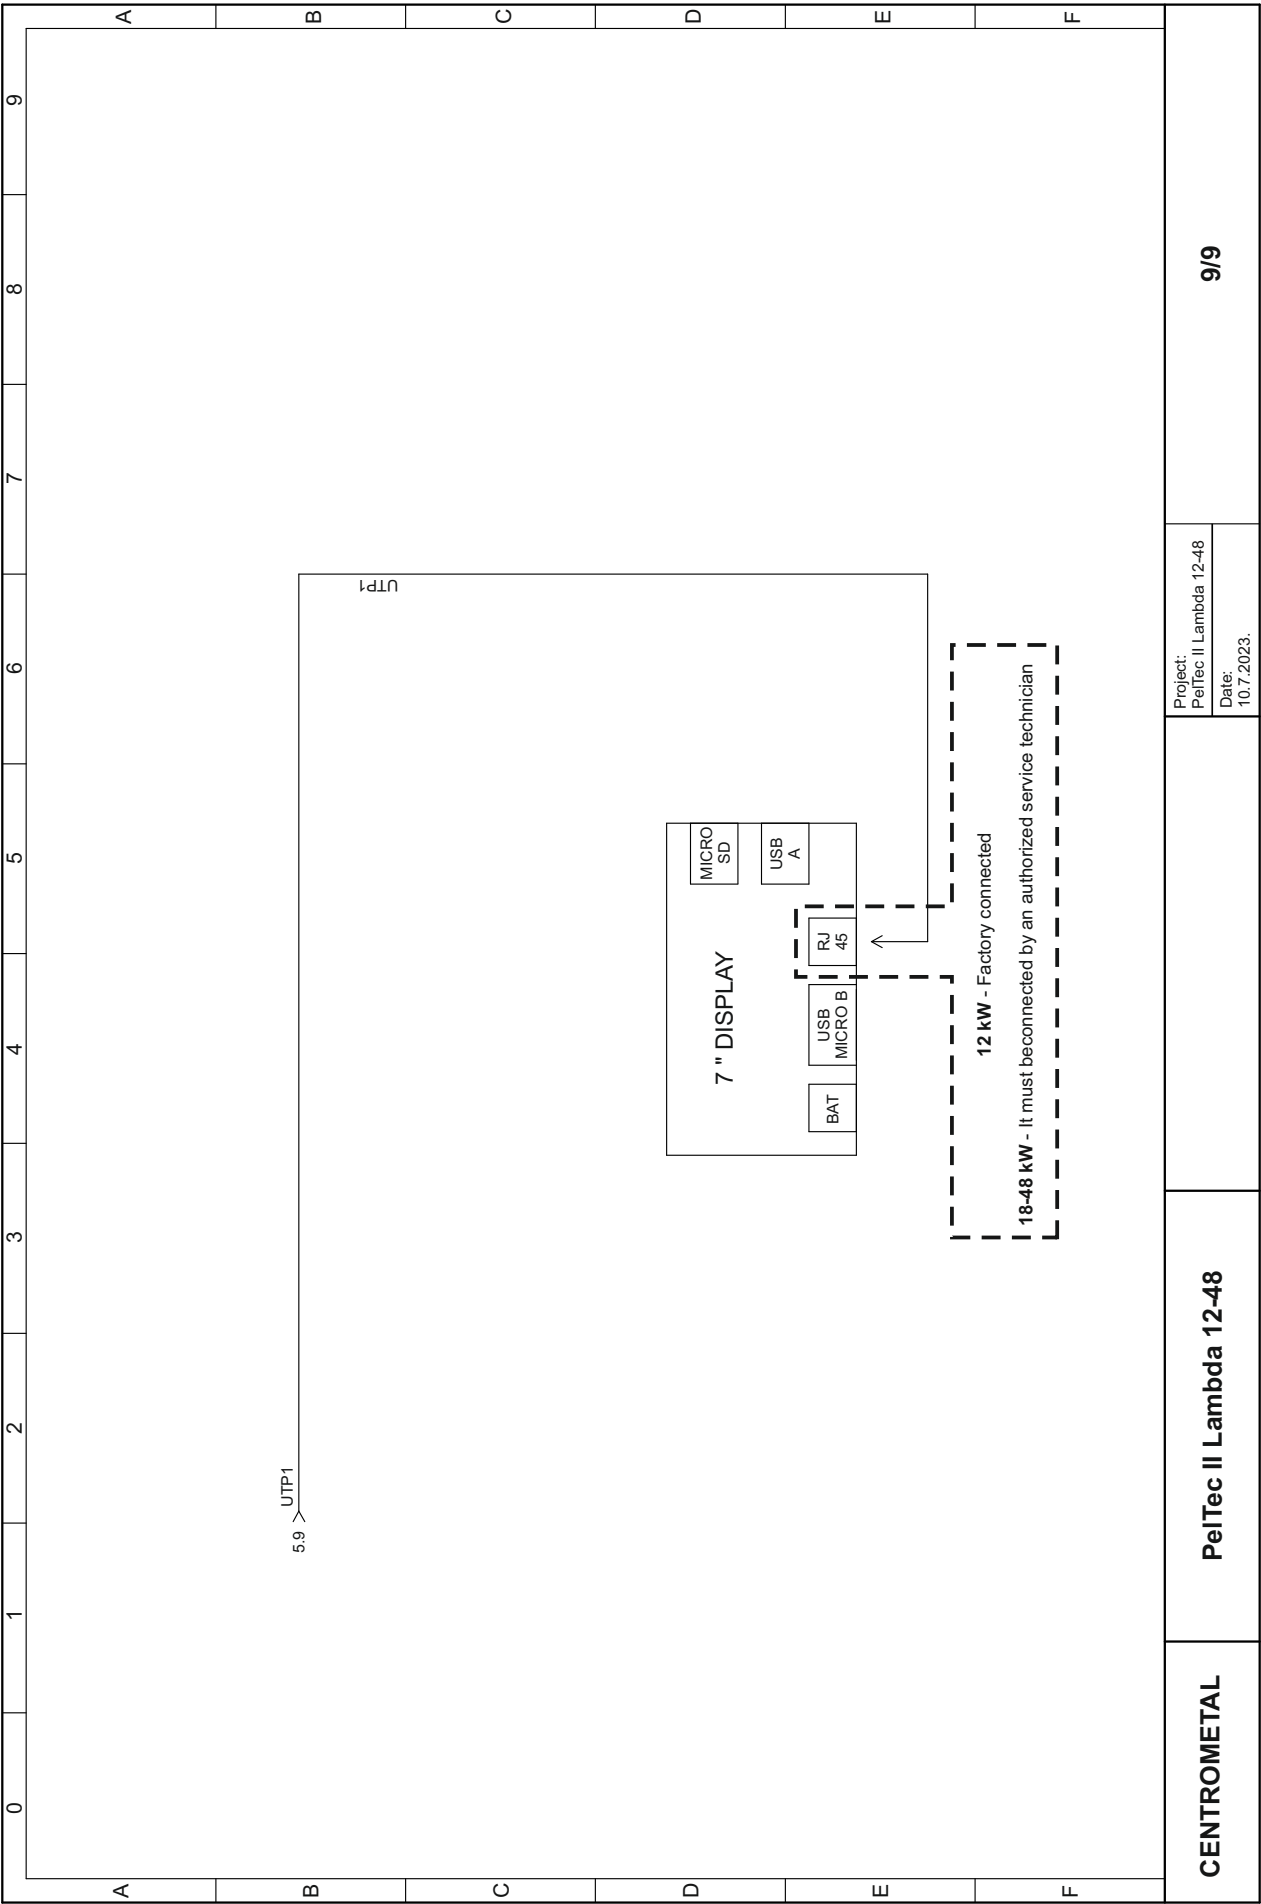 0 1 2 3 4 5 6 7 8 9
A A
B B
C C
D D
E E
F F
5.9
UTP1
UTP1
7 " DISPLAY
MICRO
SD
USB
A
BAT
USB
MICRO B
RJ
45
12 kW - Factory connected
18-48 kW - It must beconnected by an authorized service technician
CENTROMETAL
PelTec II Lambda 12-48
Project:
PelTec II Lambda 12-48
Date:
10.7.2023.
9/9